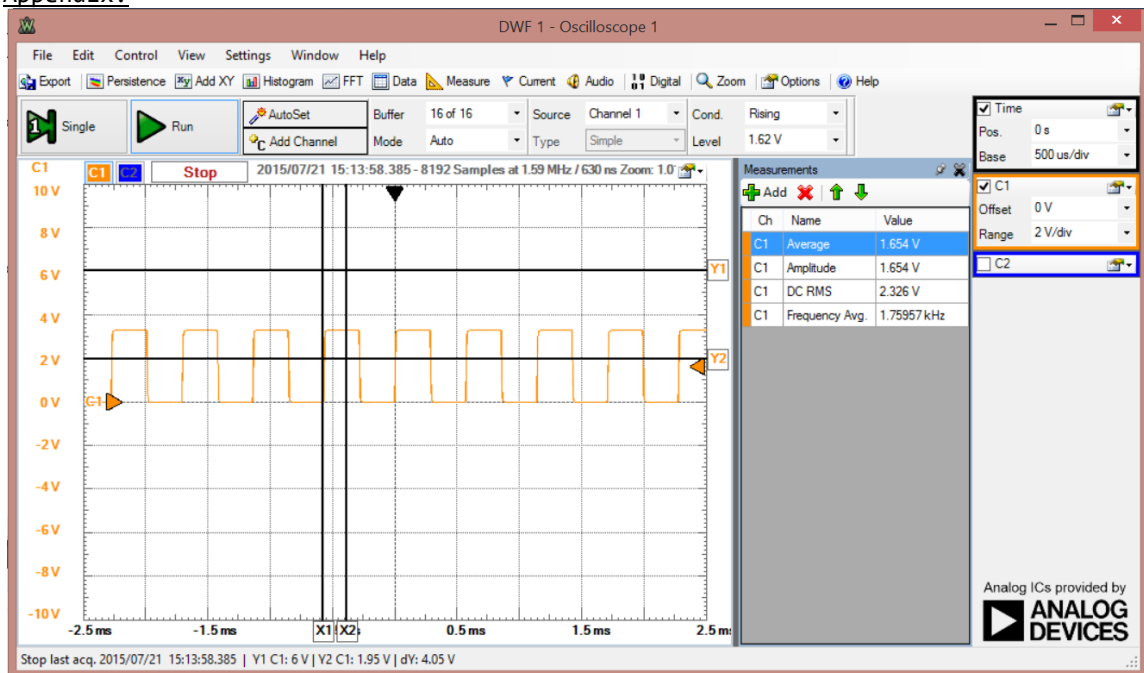 Appendix:
DWF 1 - Oscilloscope 1
File Edit Control View Settings Window Help
Export Persistence Add XY Histogram FFT Data Measure Current Audio Digital Zoom Options Help
Single Run AutoSet Buffer 16 of 16 Source Channel 1 Cond. Rising
Add Channel Mode Auto Type Simple Level 1.62 V
Time
Pos. 0 s
Base 500 us/div
C1
Offset 0 V
Range 2 V/div
C2
C1 C1 C2 Stop 2015/07/21 15:13:58.385 - 8192 Samples at 1.59 MHz / 630 ns Zoom: 1.0
10 V
8 V
6 V
4 V
2 V
0 V
-2 V
-4 V
-6 V
-8 V
-10 V
Y1
Y2
C1
-2.5 ms -1.5 ms X1 X2 0.5 ms 1.5 ms 2.5 ms
Measurements
Add
Ch Name Value
C1 Average 1.654 V
C1 Amplitude 1.654 V
C1 DC RMS 2.326 V
C1 Frequency Avg. 1.75957 kHz
Analog ICs provided by
ANALOG
DEVICES
Stop last acq. 2015/07/21 15:13:58.385 | Y1 C1: 6 V | Y2 C1: 1.95 V | dY: 4.05 V